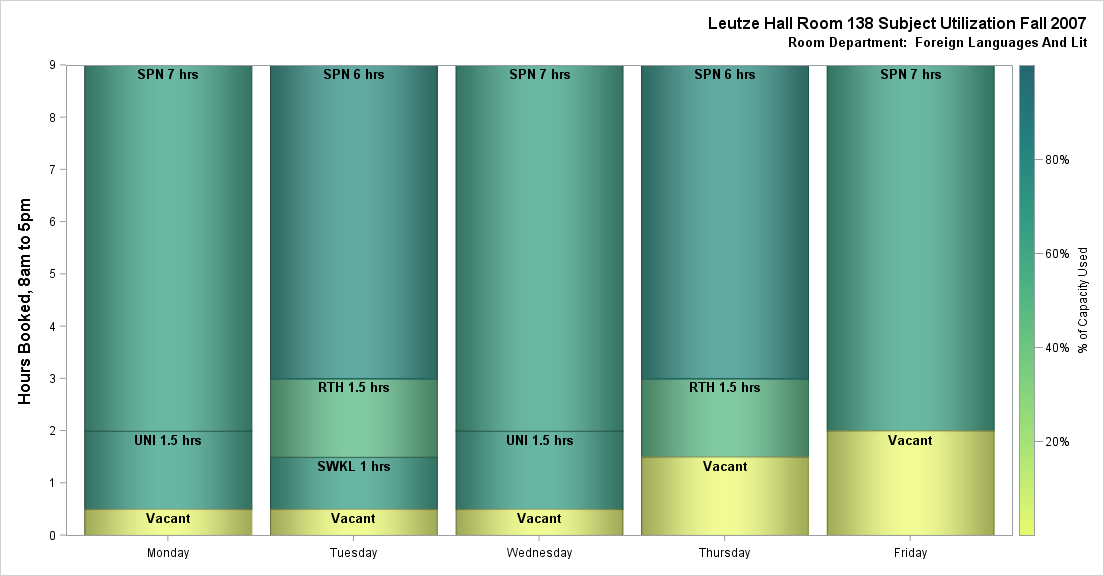 Leutze Hall Room 138 Subject Utilization Fall 2007
Room Department:  Foreign Languages And Lit
Hours Booked, 8am to 5pm
9
8
7
6
5
4
3
2
1
0
SPN 7 hrs
UNI 1.5 hrs
Vacant
SPN 6 hrs
RTH 1.5 hrs
SWKL 1 hrs
Vacant
SPN 7 hrs
UNI 1.5 hrs
Vacant
SPN 6 hrs
RTH 1.5 hrs
Vacant
SPN 7 hrs
Vacant
Monday
Tuesday
Wednesday
Thursday
Friday
80%
60%
40%
20%
% of Capacity Used